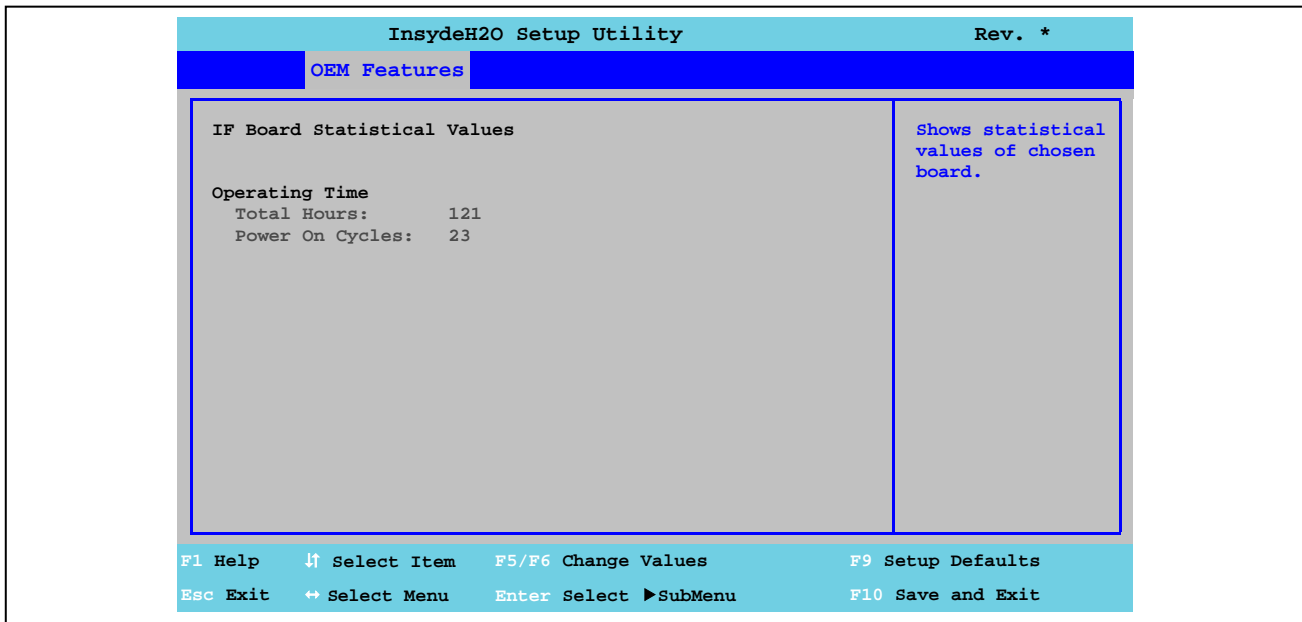 InsydeH2O Setup Utility Rev. *
OEM Features
IF Board Statistical Values
Operating Time
Total Hours: 121
Power On Cycles: 23
Shows statistical
values of chosen
board.
F1 Help ↓↑ Select Item F5/F6 Change Values F9 Setup Defaults
Esc Exit ↔ Select Menu Enter Select ▶SubMenu F10 Save and Exit